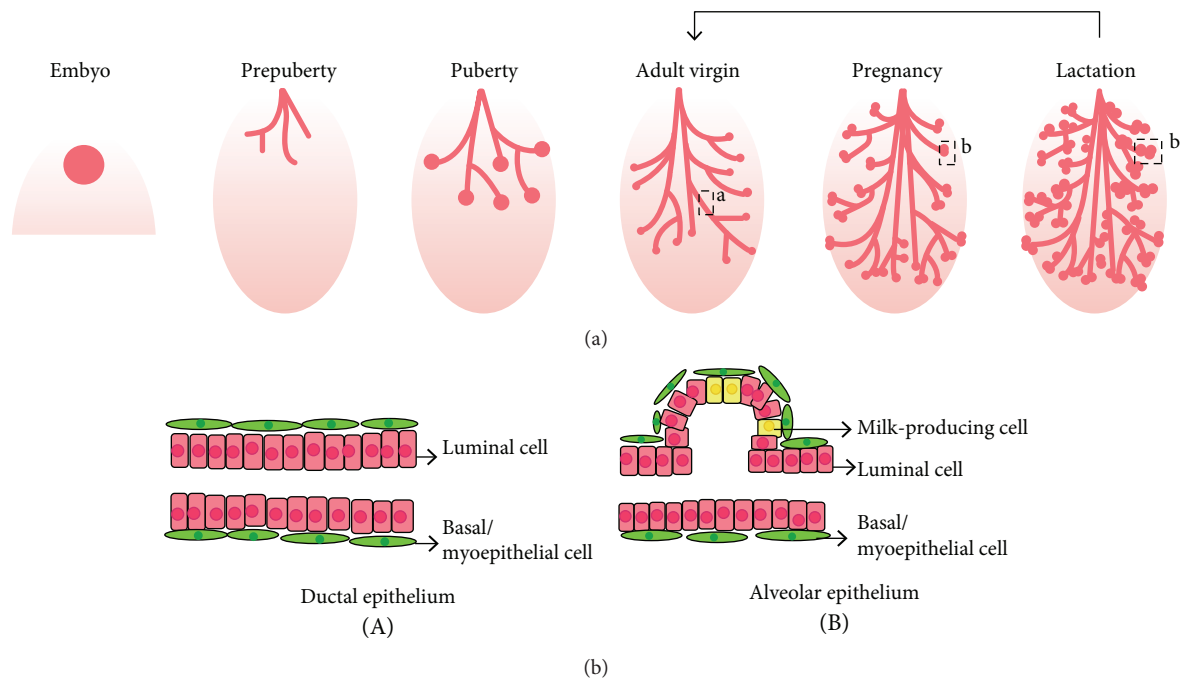 Embyo
Prepuberty
Puberty
Adult virgin
Pregnancy
Lactation
a
b
b
(a)
Luminal cell
Basal/
myoepithelial cell
Ductal epithelium
(A)
Milk-producing cell
Luminal cell
Basal/
myoepithelial cell
Alveolar epithelium
(B)
(b)